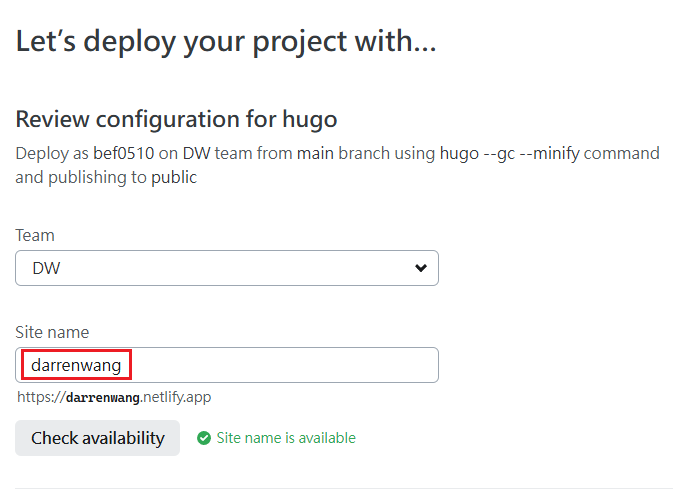 Let’s deploy your project with…
Review configuration for hugo
Deploy as bef0510 on DW team from main branch using hugo --gc --minify command
and publishing to public
Team
DW
Site name
darrenwang
https://darrenwang.netlify.app
Check availability
Site name is available